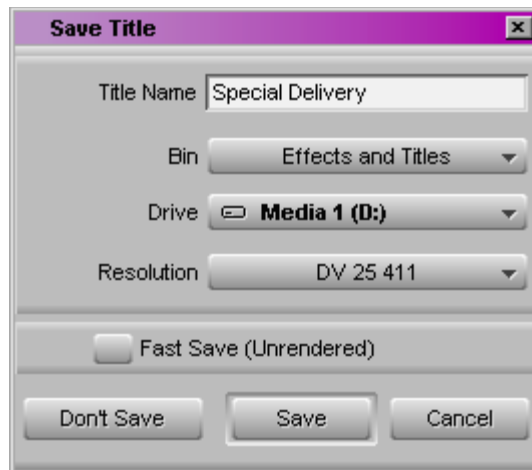 Save Title
Title Name Special Delivery
Bin Effects and Titles
Drive Media 1 (D:)
Resolution DV 25 411
Fast Save (Unrendered)
Don't Save Save Cancel